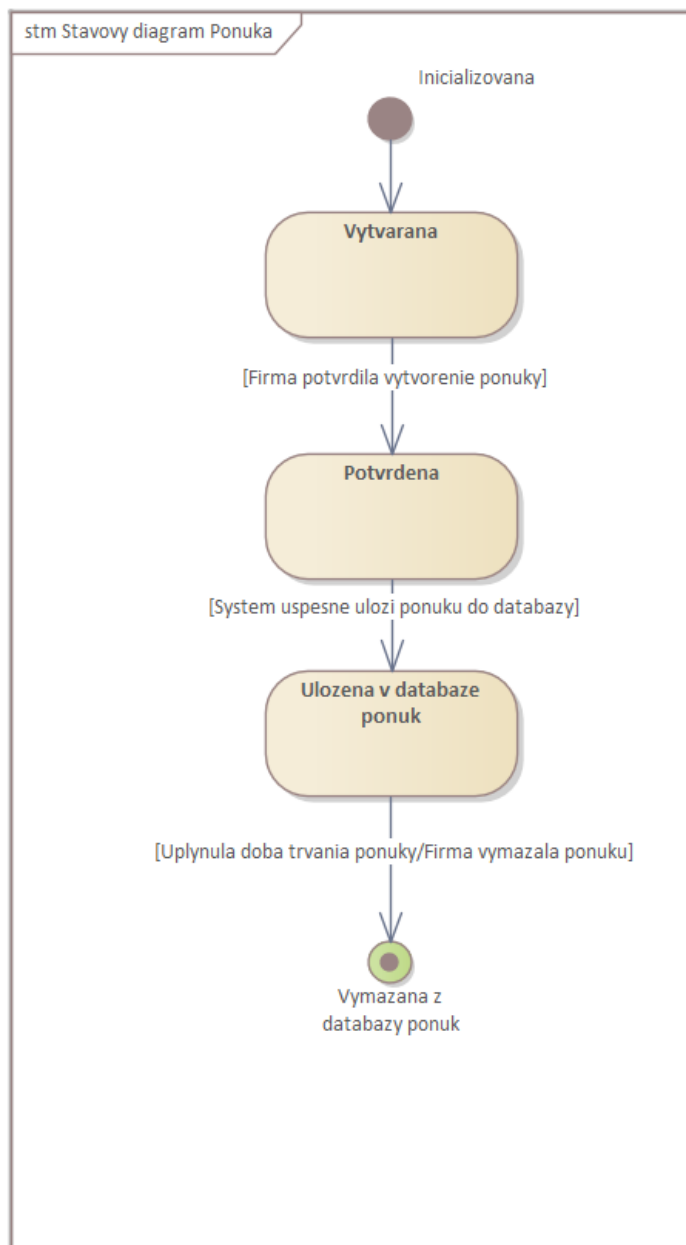 stm Stavovy diagram Ponuka
Inicializovana
Vytvarana
[Firma potvrdila vytvorenie ponuky]
Potvrdena
[System uspesne ulozi ponuku do databazy]
Ulozena v databaze
ponuk
[Uplynula doba trvania ponuky/Firma vymazala ponuku]
Vymazana z
databazy ponuk